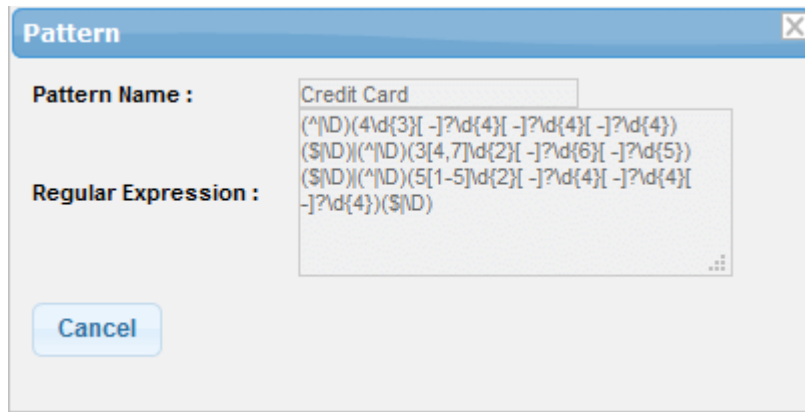 Pattern
Pattern Name :
Credit Card
(^|\D)(4\d{3}[ -]?\d{4}[ -]?\d{4}[ -]?\d{4})
($|\D)|(^|\D)(3[4,7]\d{2}[ -]?\d{6}[ -]?\d{5})
($|\D)|(^|\D)(5[1-5]\d{2}[ -]?\d{4}[ -]?\d{4}[
-]?\d{4})($|\D)
Regular Expression :
Cancel